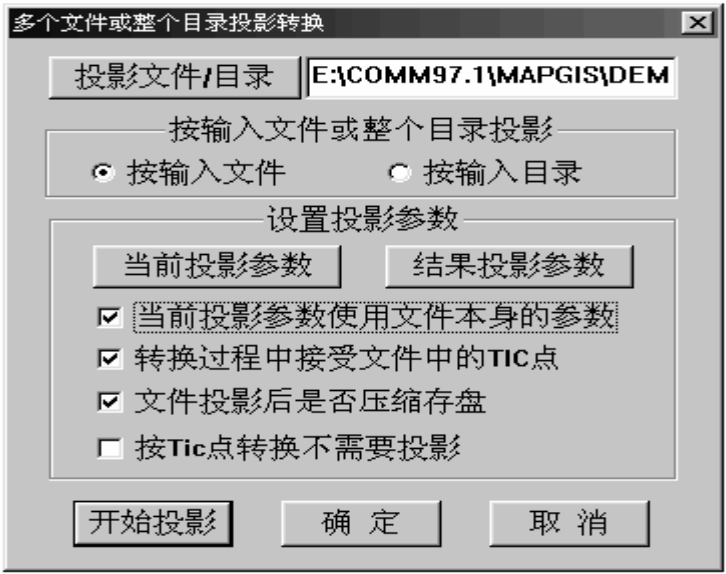 多个文件或整个目录投影转换
投影文件/目录 E:\COMM97.1\MAPGIS\DEM
按输入文件或整个目录投影
按输入文件 按输入目录
设置投影参数
当前投影参数 结果投影参数
当前投影参数使用文件本身的参数
转换过程中接受文件中的TIC点
文件投影后是否压缩存盘
按Tic点转换不需要投影
开始投影 确 定 取 消